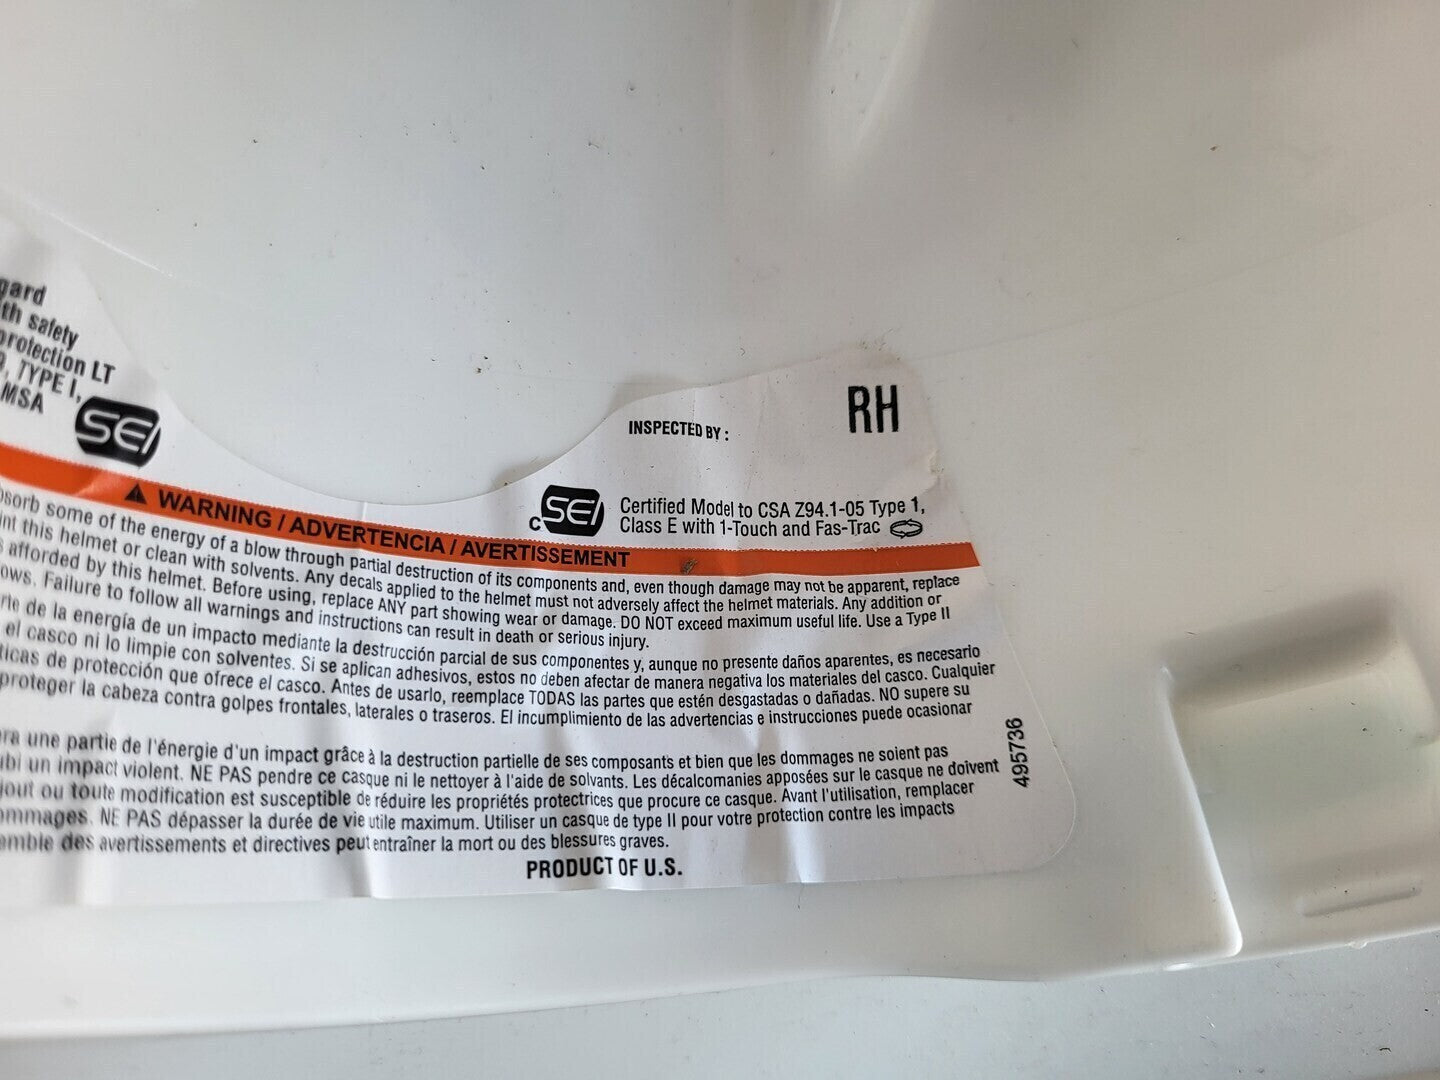 gard
th safety
protection LT
, TYPE I,
MSA
SEI
INSPECTED BY :
RH
C SEI
Certified Model to CSA Z94.1-05 Type 1,
Class E with 1-Touch and Fas-Trac
WARNING / ADVERTENCIA / AVERTISSEMENT
bsorb some of the energy of a blow through partial destruction of its components and, even though damage may not be apparent, replace
int this helmet or clean with solvents. Any decals applied to the helmet must not adversely affect the helmet materials. Any addition or
s afforded by this helmet. Before using, replace ANY part showing wear or damage. DO NOT exceed maximum useful life. Use a Type II
ows. Failure to follow all warnings and instructions can result in death or serious injury.
rte de la energía de un impacto mediante la destrucción parcial de sus componentes y, aunque no presente daños aparentes, es necesario
el casco ni lo limpie con solventes. Si se aplican adhesivos, estos no deben afectar de manera negativa los materiales del casco. Cualquier
ticas de protección que ofrece el casco. Antes de usarlo, reemplace TODAS las partes que estén desgastadas o dañadas. NO supere su
proteger la cabeza contra golpes frontales, laterales o traseros. El incumplimiento de las advertencias e instrucciones puede ocasionar
ra une partie de l'énergie d'un impact grâce à la destruction partielle de ses composants et bien que les dommages ne soient pas
ubi un impact violent. NE PAS pendre ce casque ni le nettoyer à l'aide de solvants. Les décalcomanies apposées sur le casque ne doivent
jout ou toute modification est susceptible de réduire les propriétés protectrices que procure ce casque. Avant l'utilisation, remplacer
ommages. NE PAS dépasser la durée de vie utile maximum. Utiliser un casque de type II pour votre protection contre les impacts
emble des avertissements et directives peut entraîner la mort ou des blessures graves.
PRODUCT OF U.S.
495736